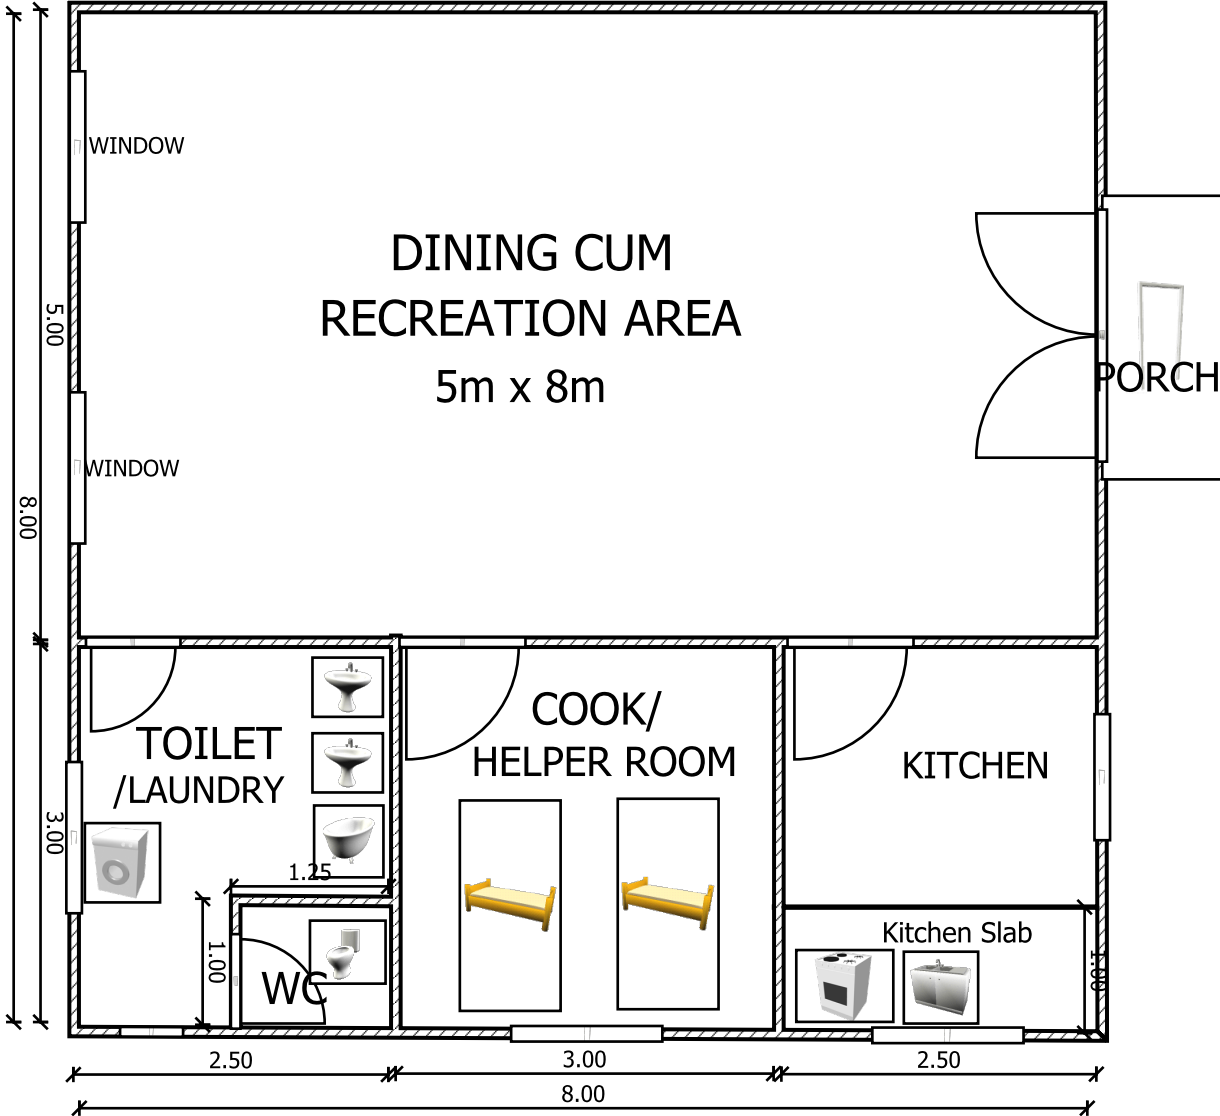 WINDOW
DINING CUM
RECREATION AREA
5m x 8m
5.00
PORCH
WINDOW
8.00
COOK/
HELPER ROOM
TOILET
/LAUNDRY
KITCHEN
3.00
1.25
Kitchen Slab
1.00
WC
1.00
2.50
3.00
2.50
8.00